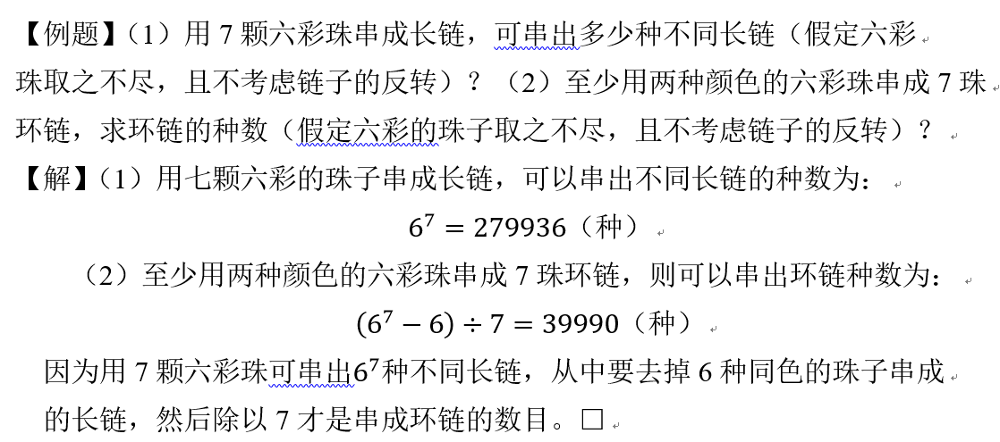 【例题】（1）用 7 颗六彩珠串成长链，可串出多少种不同长链（假定六彩
珠取之不尽，且不考虑链子的反转）？（2）至少用两种颜色的六彩珠串成 7 珠
环链，求环链的种数（假定六彩的珠子取之不尽，且不考虑链子的反转）？
【解】（1）用七颗六彩的珠子串成长链，可以串出不同长链的种数为：
6⁷ = 279936（种）
（2）至少用两种颜色的六彩珠串成 7 珠环链，则可以串出环链种数为：
(6⁷ − 6) ÷ 7 = 39990（种）
因为用 7 颗六彩珠可串出6⁷种不同长链，从中要去掉 6 种同色的珠子串成
的长链，然后除以 7 才是串成环链的数目。□